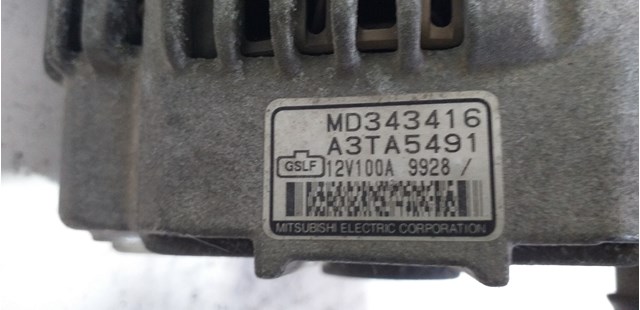 MD343416
A3TA5491
GSLF 12V100A 9928 /
MITSUBISHI ELECTRIC CORPORATION